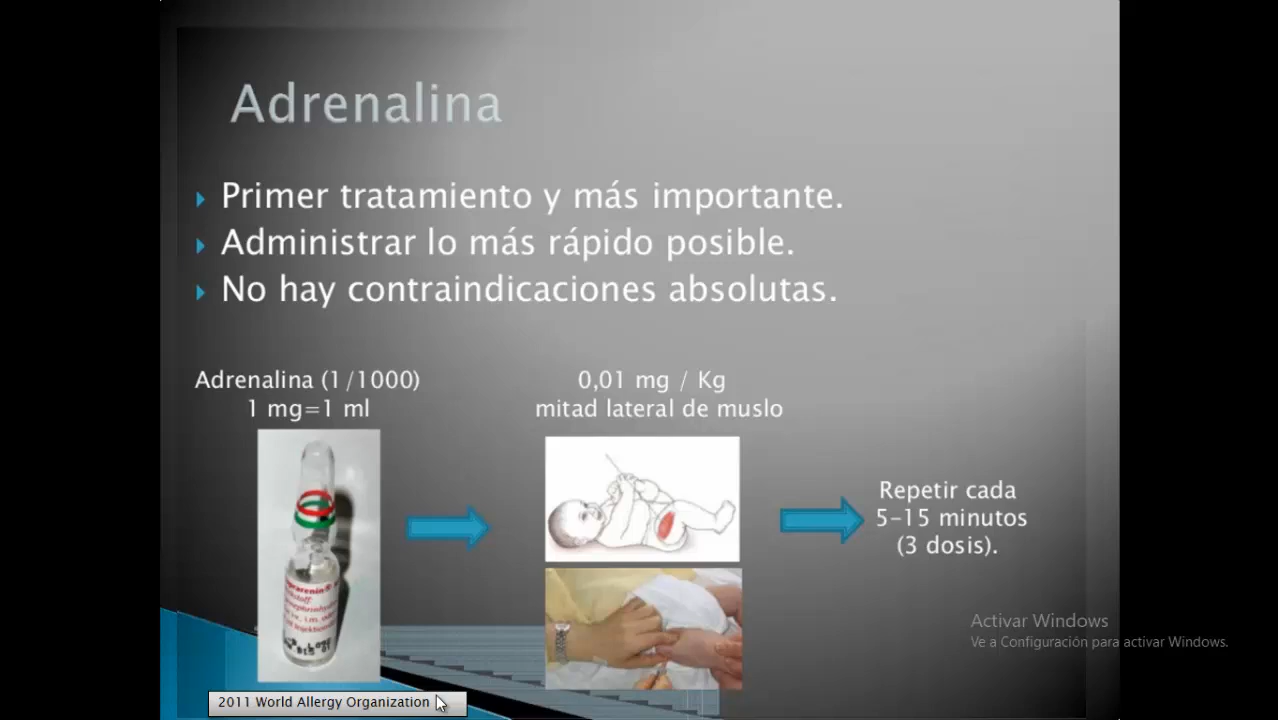 Adrenalina
Primer tratamiento y más importante.
Administrar lo más rápido posible.
No hay contraindicaciones absolutas.
Adrenalina (1/1000)
1 mg=1 ml
0,01 mg / Kg
mitad lateral de muslo
Repetir cada
5-15 minutos
(3 dosis).
Activar Windows
Ve a Configuración para activar Windows.
2011 World Allergy Organization